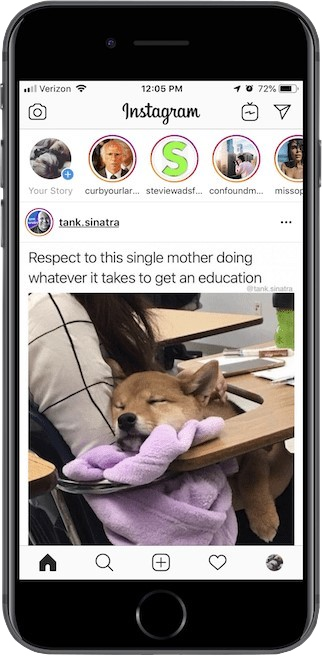 Verizon 12:05 PM 72%
Instagram
Your Story curbyourlar... steviewadsf... confoundm... missop
tank.sinatra
Respect to this single mother doing
whatever it takes to get an education
@tank.sinatra